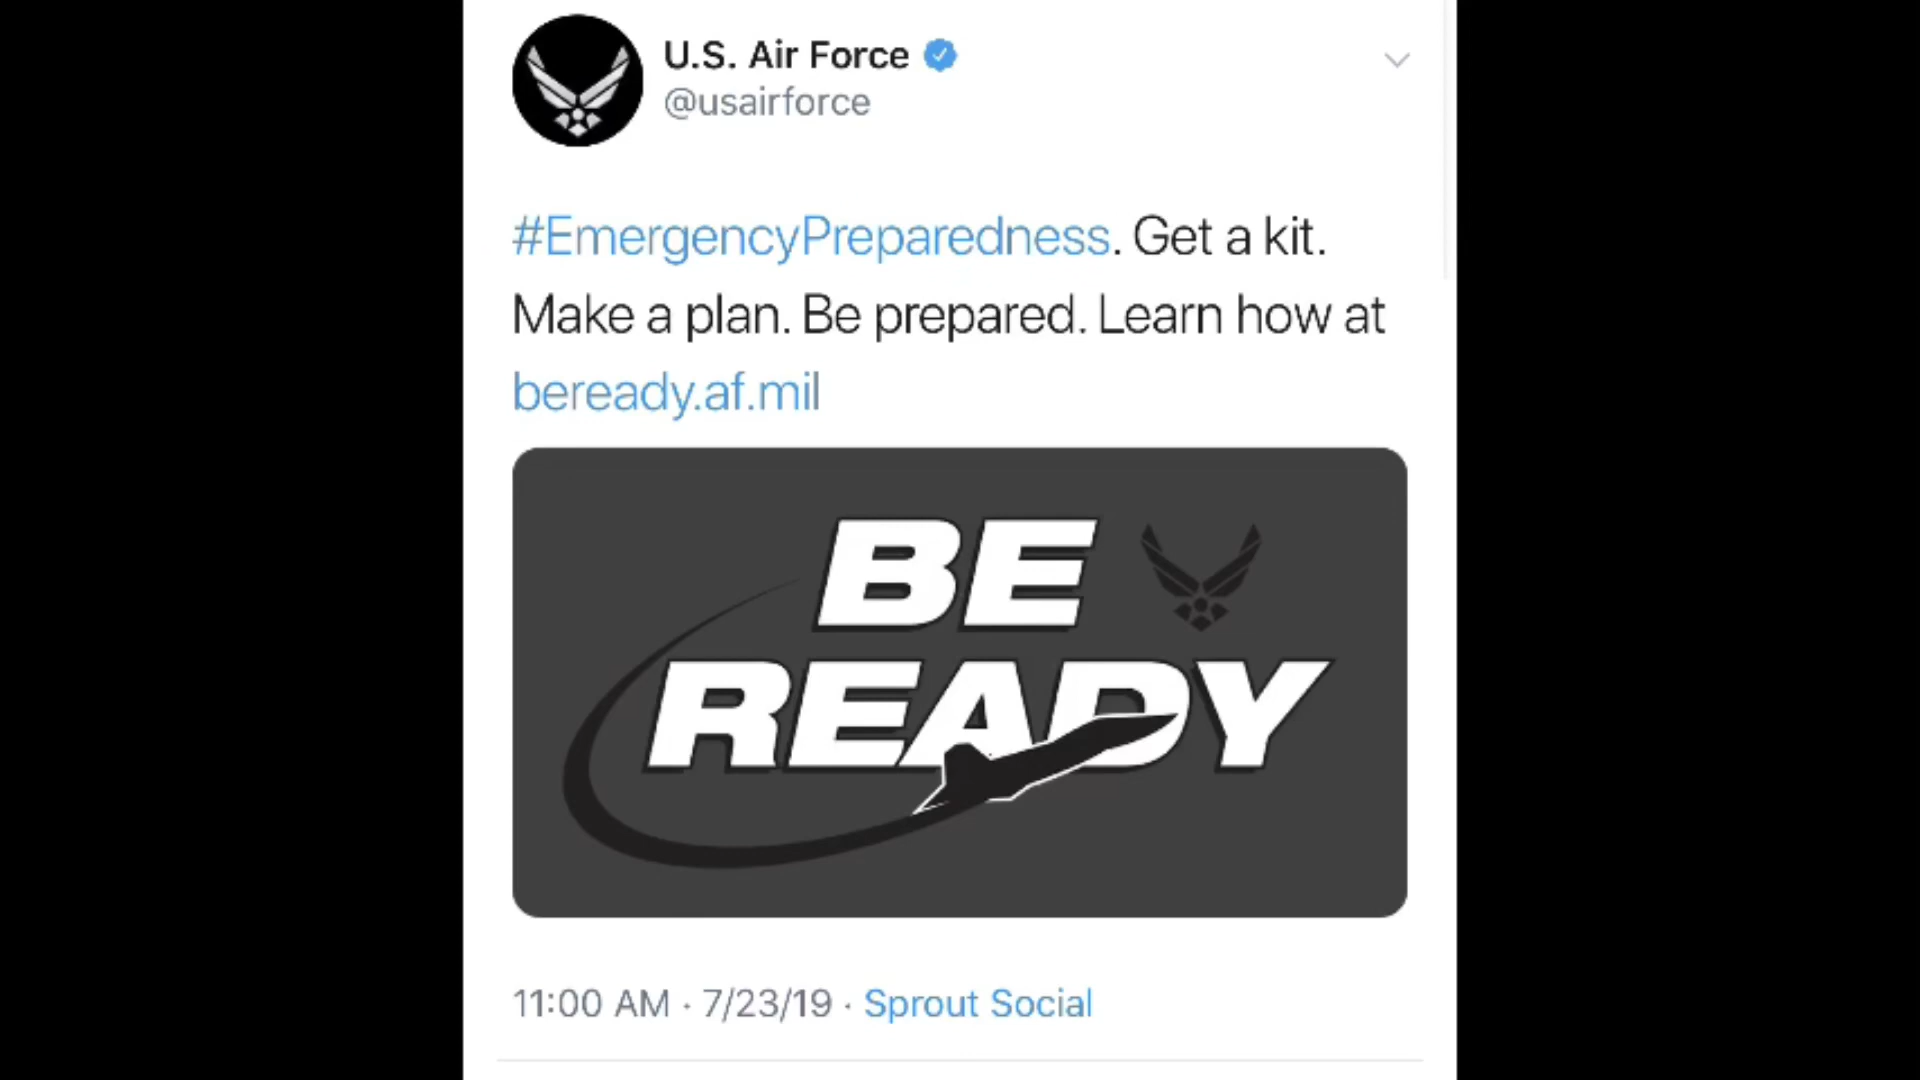 U.S. Air Force
@usairforce
#EmergencyPreparedness. Get a kit.
Make a plan. Be prepared. Learn how at
beready.af.mil
BE
READY
11:00 AM · 7/23/19 · Sprout Social